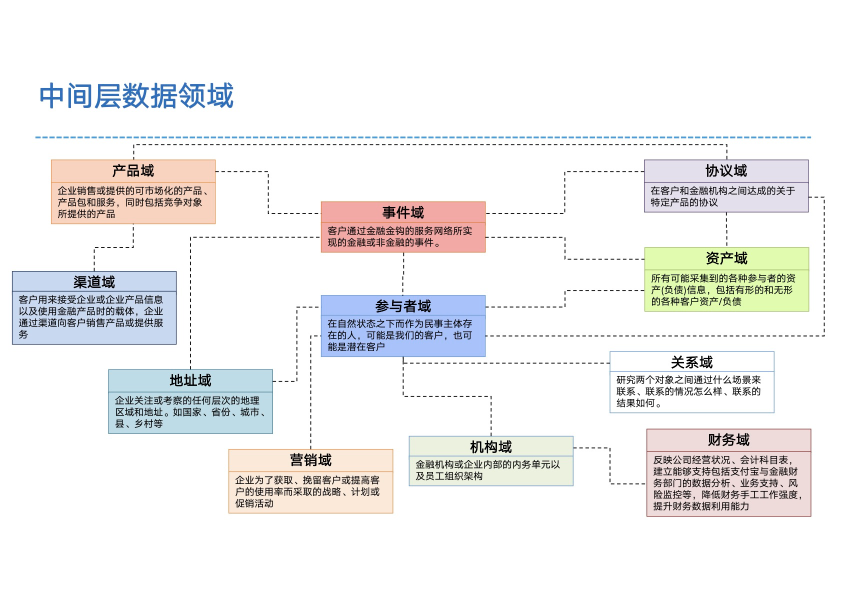 中间层数据领域
产品域
企业销售或提供的可市场化的产品、
产品包和服务，同时包括竞争对象
所提供的产品
协议域
在客户和金融机构之间达成的关于
特定产品的协议
事件域
客户通过金融金钩的服务网络所实
现的金融或非金融的事件。
资产域
所有可能采集到的各种参与者的资
产(负债)信息，包括有形的和无形
的各种客户资产/负债
渠道域
客户用来接受企业或企业产品信息
以及使用金融产品时的载体，企业
通过渠道向客户销售产品或提供服
务
参与者域
在自然状态之下而作为民事主体存
在的人，可能是我们的客户，也可
能是潜在客户
关系域
研究两个对象之间通过什么场景来
联系、联系的情况怎么样、联系的
结果如何。
地址域
企业关注或考察的任何层次的地理
区域和地址。如国家、省份、城市、
县、乡村等
机构域
金融机构或企业内部的内务单元以
及员工组织架构
财务域
反映公司经营状况、会计科目表，
建立能够支持包括支付宝与金融财
务部门的数据分析、业务支持、风
险监控等，降低财务手工工作强度，
提升财务数据利用能力
营销域
企业为了获取、挽留客户或提高客
户的使用率而采取的战略、计划或
促销活动